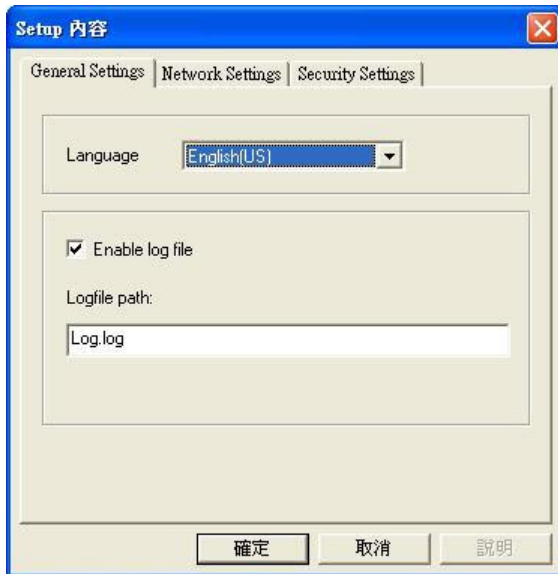 Setup 內容
General Settings Network Settings Security Settings
Language English(US)
Enable log file
Logfile path:
Log.log
確定 取消 說明